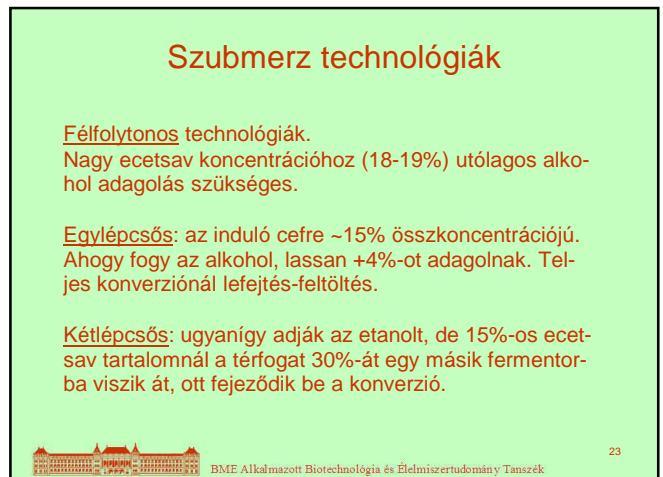 Szubmerz technológiák
Félfolytonos technológiák.
Nagy ecetsav koncentrációhoz (18-19%) utólagos alko-
hol adagolás szükséges.
Egylépcsős: az induló cefre ~15% összkoncentrációjú.
Ahogy fogy az alkohol, lassan +4%-ot adagolnak. Tel-
jes konverziónál lefejtés-feltöltés.
Kétlépcsős: ugyanígy adják az etanolt, de 15%-os ecet-
sav tartalomnál a térfogat 30%-át egy másik fermentor-
ba viszik át, ott fejeződik be a konverzió.
23
BME Alkalmazott Biotechnológia és Élelmiszertudomány Tanszék